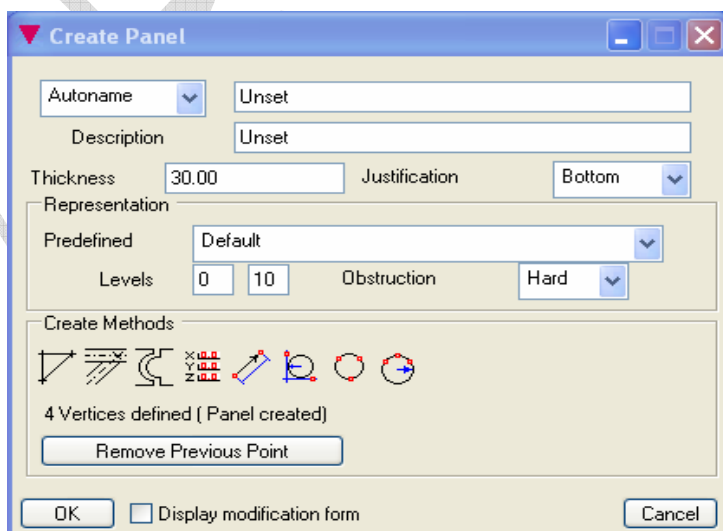 Create Panel
Autoname Unset
Description Unset
Thickness 30.00 Justification Bottom
Representation
Predefined Default
Levels 0 10 Obstruction Hard
Create Methods
X
Y
Z
4 Vertices defined ( Panel created)
Remove Previous Point
OK Display modification form Cancel